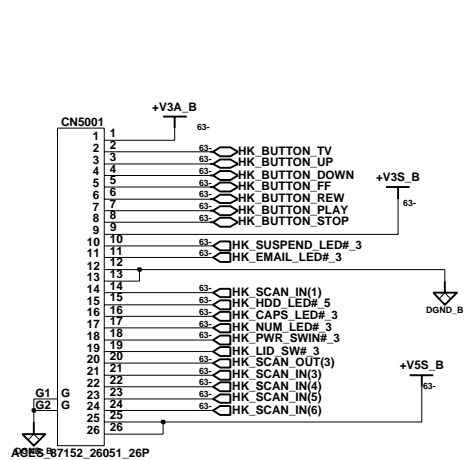 +V3A_B
CN5001
63-
1 1
2 2 63- HK_BUTTON_TV
3 3 63- HK_BUTTON_UP
4 4 63- HK_BUTTON_DOWN
5 5 63- HK_BUTTON_FF
6 6 63- HK_BUTTON_REW
7 7 63- HK_BUTTON_PLAY
8 8 63- HK_BUTTON_STOP
+V3S_B
63-
9 9
10 10 63- HK_SUSPEND_LED#_3
11 11 63- HK_EMAIL_LED#_3
12 12
13 13
DGND_B
14 14 63- HK_SCAN_IN(1)
15 15 63- HK_HDD_LED#_5
16 16 63- HK_CAPS_LED#_3
17 17 63- HK_NUM_LED#_3
18 18 63- HK_PWR_SWIN#_3
19 19 63- HK_LID_SW#_3
20 20 63- HK_SCAN_OUT(3)
21 21 63- HK_SCAN_IN(3)
22 22 63- HK_SCAN_IN(4)
23 23 63- HK_SCAN_IN(5)
24 24 63- HK_SCAN_IN(6)
+V5S_B
63-
G1 G
G2 G
25 25
26 26
DGND_B
ACES_87152_26051_26P